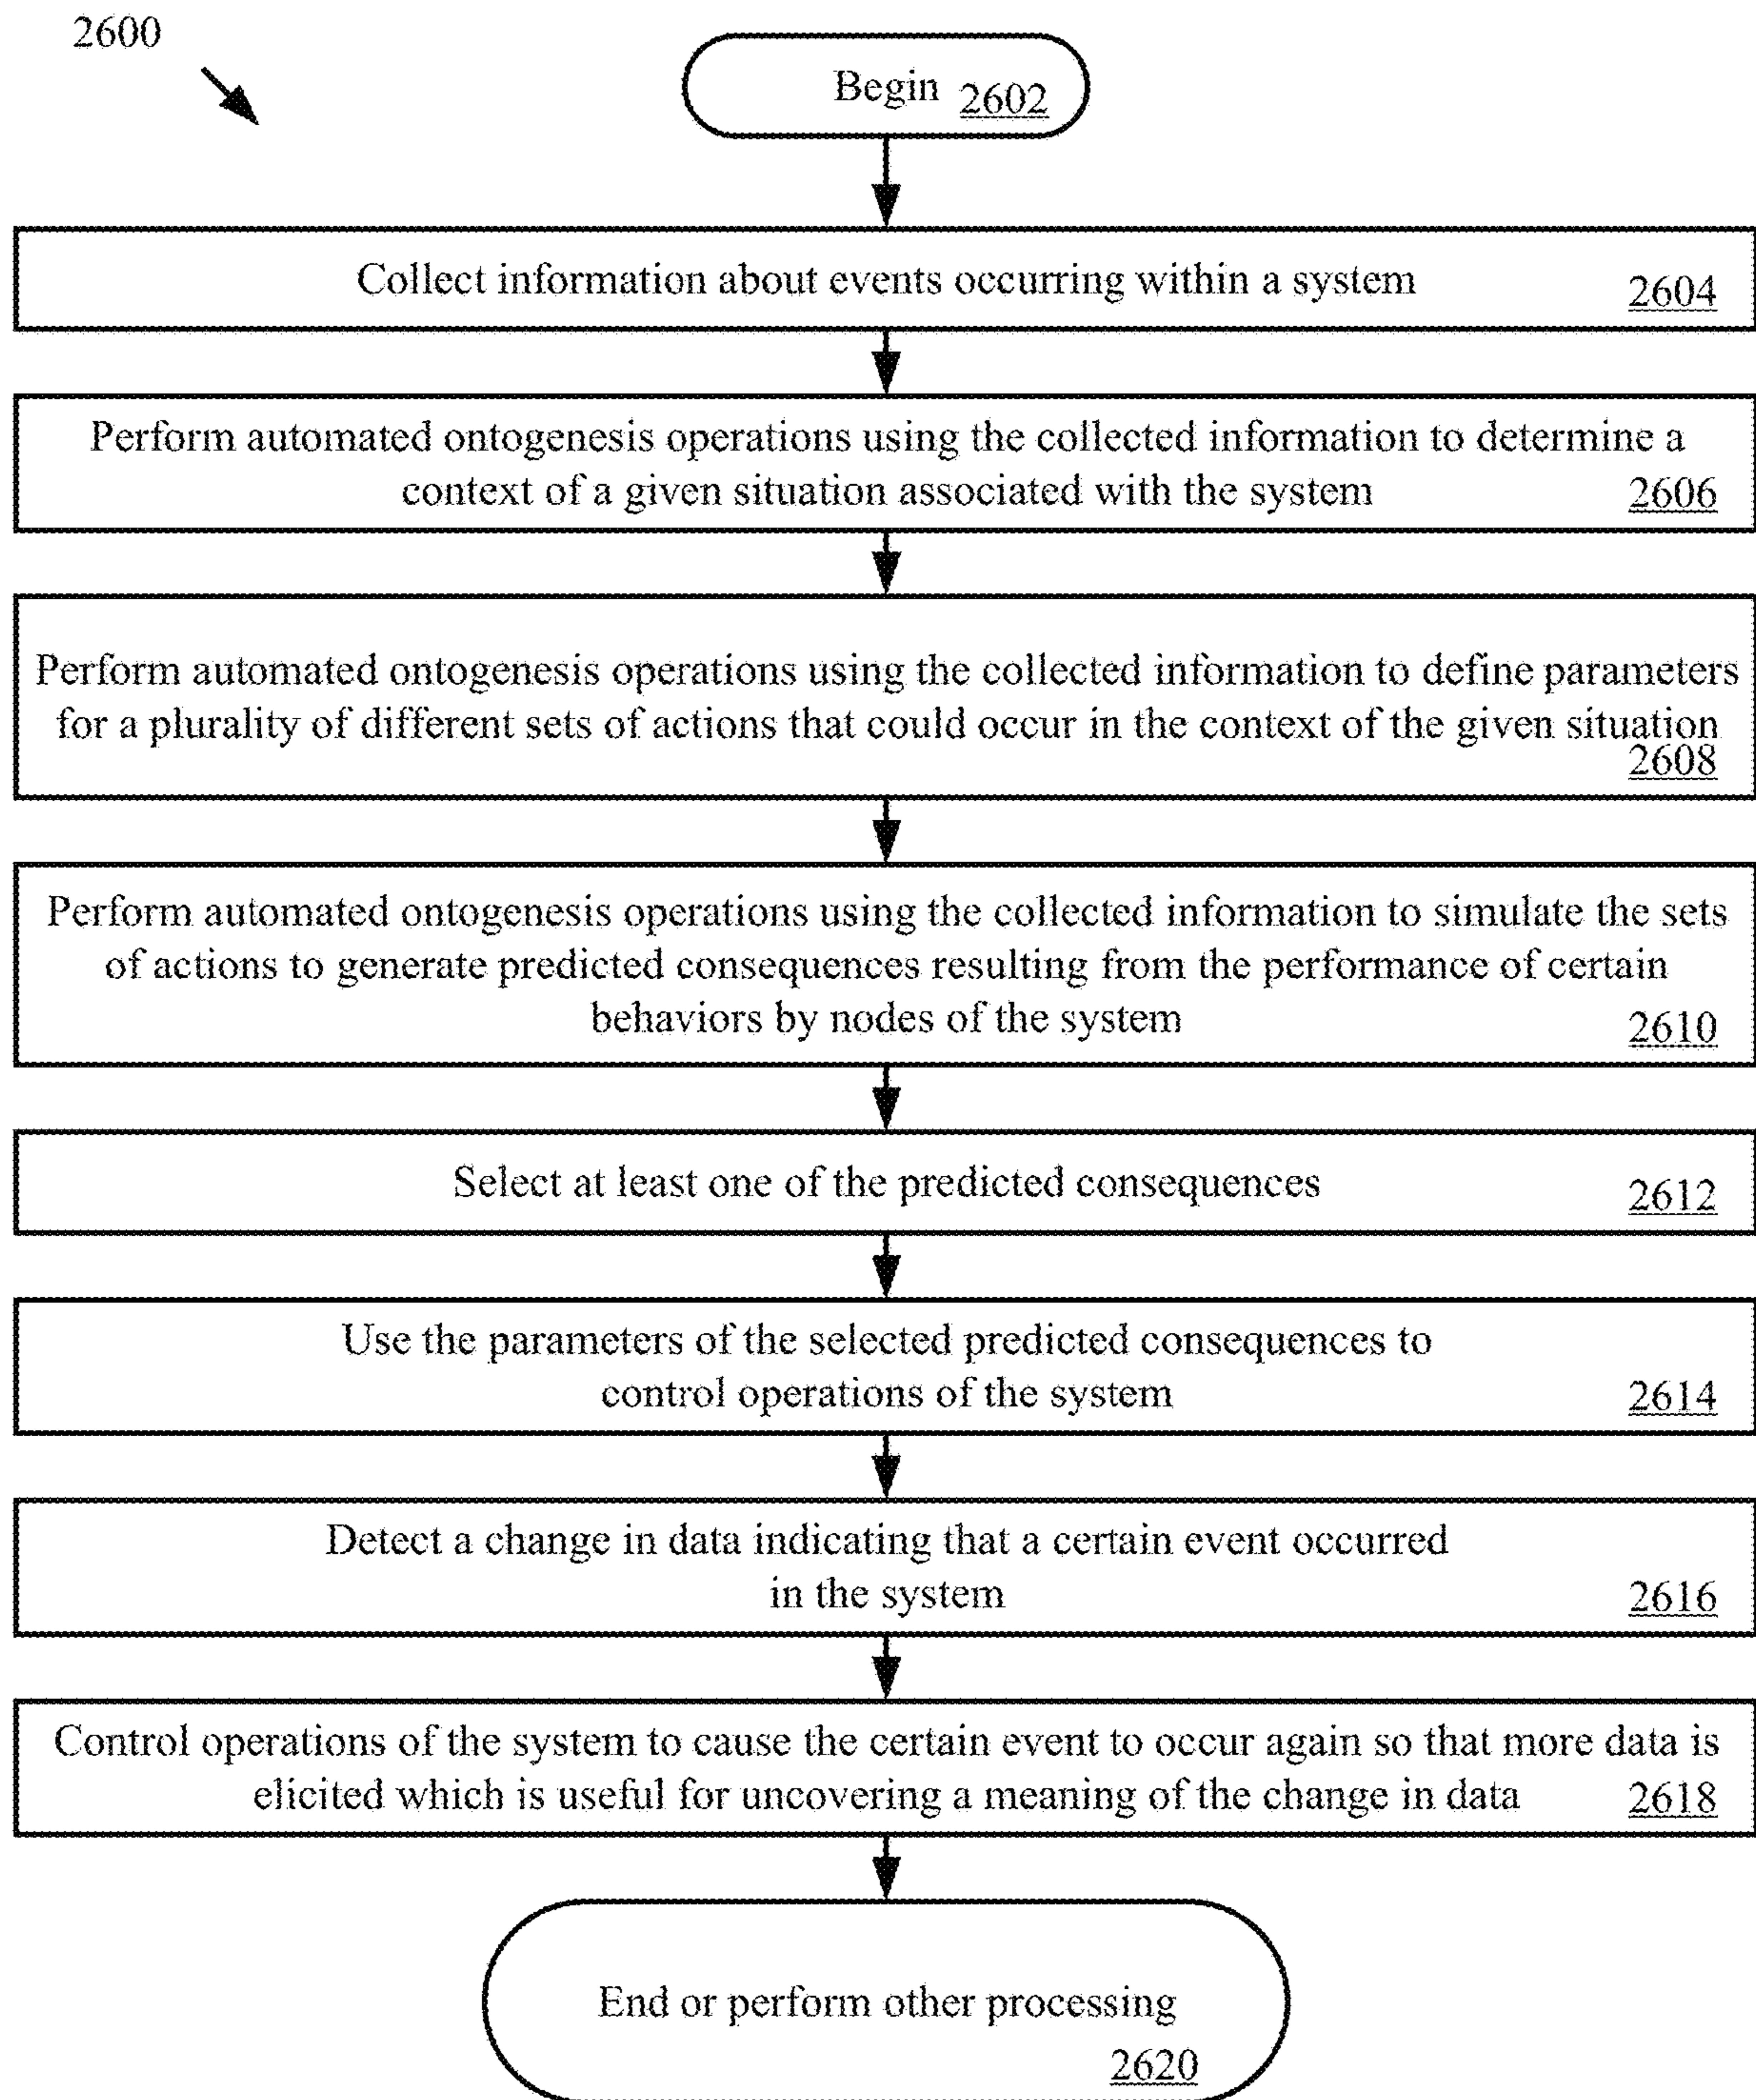 2600
Begin 2602
Collect information about events occurring within a system 2604
Perform automated ontogenesis operations using the collected information to determine a
context of a given situation associated with the system 2606
Perform automated ontogenesis operations using the collected information to define parameters
for a plurality of different sets of actions that could occur in the context of the given situation
2608
Perform automated ontogenesis operations using the collected information to simulate the sets
of actions to generate predicted consequences resulting from the performance of certain
behaviors by nodes of the system 2610
Select at least one of the predicted consequences 2612
Use the parameters of the selected predicted consequences to
control operations of the system 2614
Detect a change in data indicating that a certain event occurred
in the system 2616
Control operations of the system to cause the certain event to occur again so that more data is
elicited which is useful for uncovering a meaning of the change in data 2618
End or perform other processing
2620